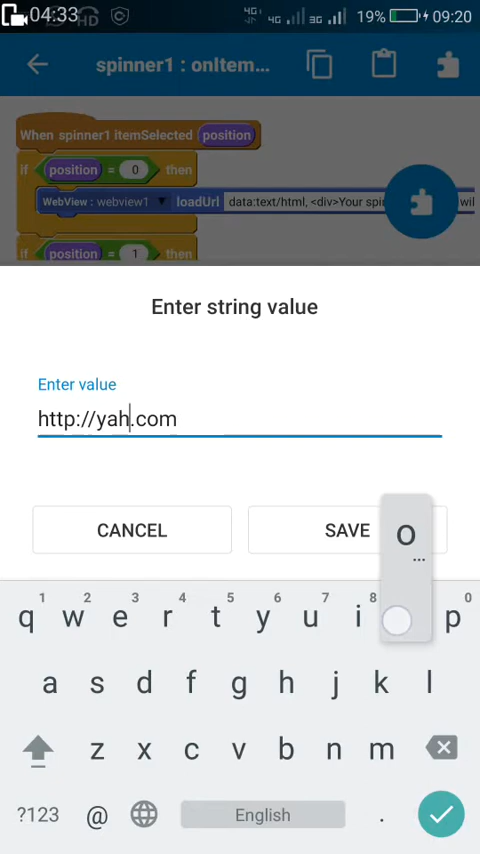 04:33 HD 4G 4G 3G 19% 09:20
spinner1 : onItem...
When spinner1 itemSelected position
if position = 0 then
WebView : webview1 loadUrl data:text/html, <div>Your spi wil
if position = 1 then
Enter string value
Enter value
http://yah.com
CANCEL SAVE
o
...
1 2 3 4 5 6 7 8 0
q w e r t y u i p
a s d f g h j k l
z x c v b n m
?123 @ English .